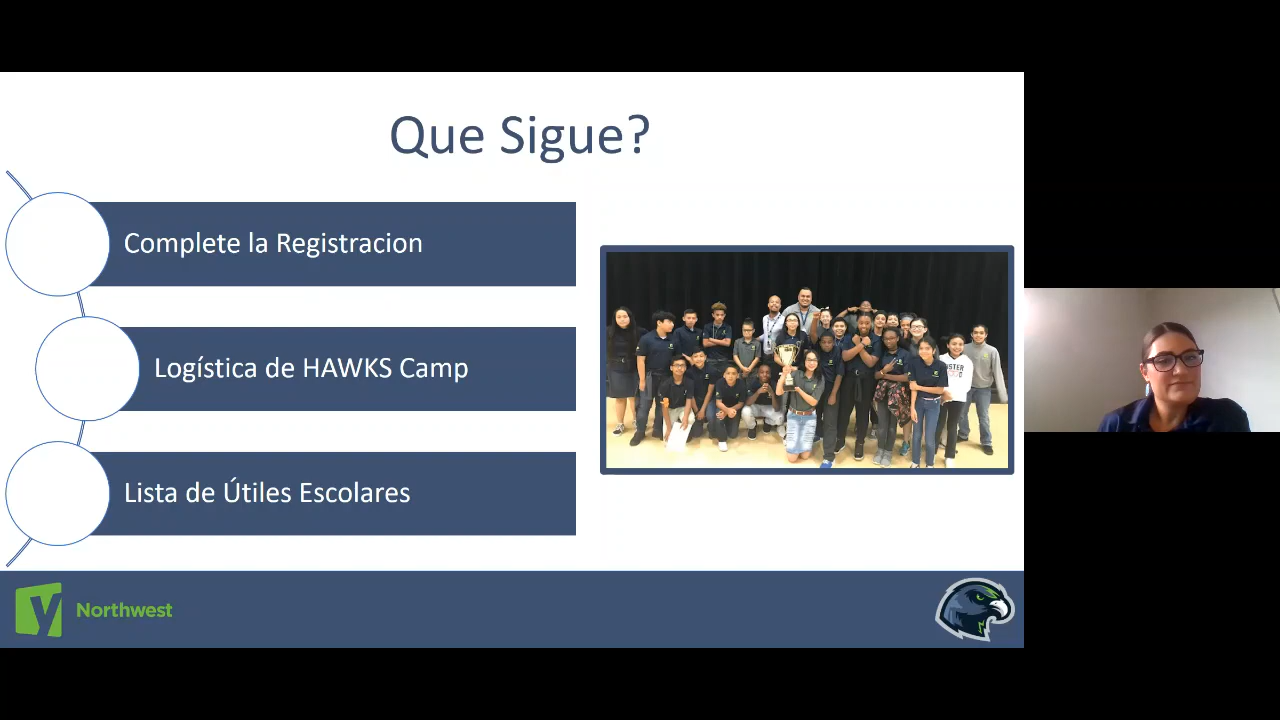 Que Sigue?
Complete la Registracion
Logística de HAWKS Camp
Lista de Útiles Escolares
Northwest